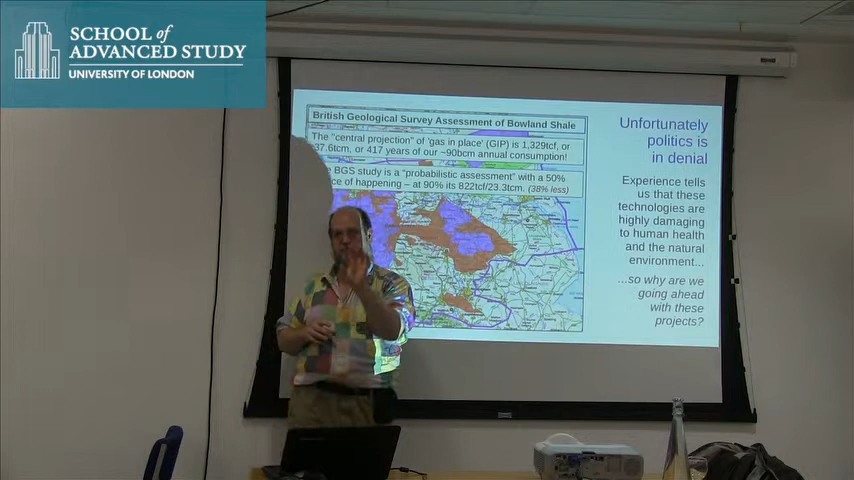 SCHOOL of
ADVANCED STUDY
UNIVERSITY OF LONDON
British Geological Survey Assessment of Bowland Shale
The "central projection" of 'gas in place' (GIP) is 1,329tcf, or
37.6tcm, or 417 years of our ~90bcm annual consumption!
BGS study is a "probabilistic assessment" with a 50%
of happening – at 90% its 822tcf/23.3tcm. (38% less)
Unfortunately
politics is
in denial
Experience tells
us that these
technologies are
highly damaging
to human health
and the natural
environment...
...so why are we
going ahead
with these
projects?